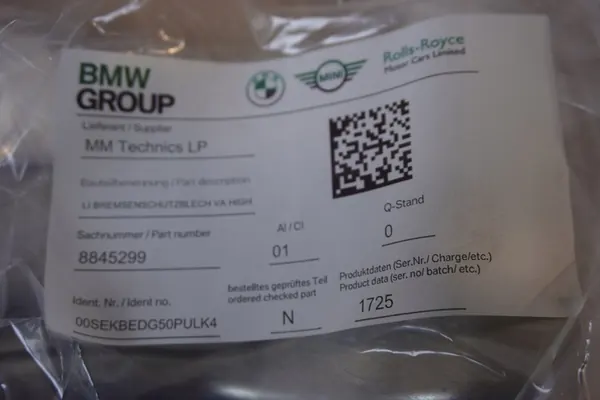 BMW
GROUP
MINI
Rolls-Royce
Motor Cars Limited
Lieferant / Supplier
MM Technics LP
Bauteilbenennung / Part description
LI BREMSENSCHUTZBLECH VA HIGH
Sachnummer / Part number
8845299
AI / CI
01
Q-Stand
0
Ident. Nr. / Ident no.
00SEKBEDG50PULK4
bestelltes geprüftes Teil
ordered checked part
N
Produktdaten (Ser.Nr./ Charge/etc.)
Product data (ser. no/ batch/ etc.)
1725